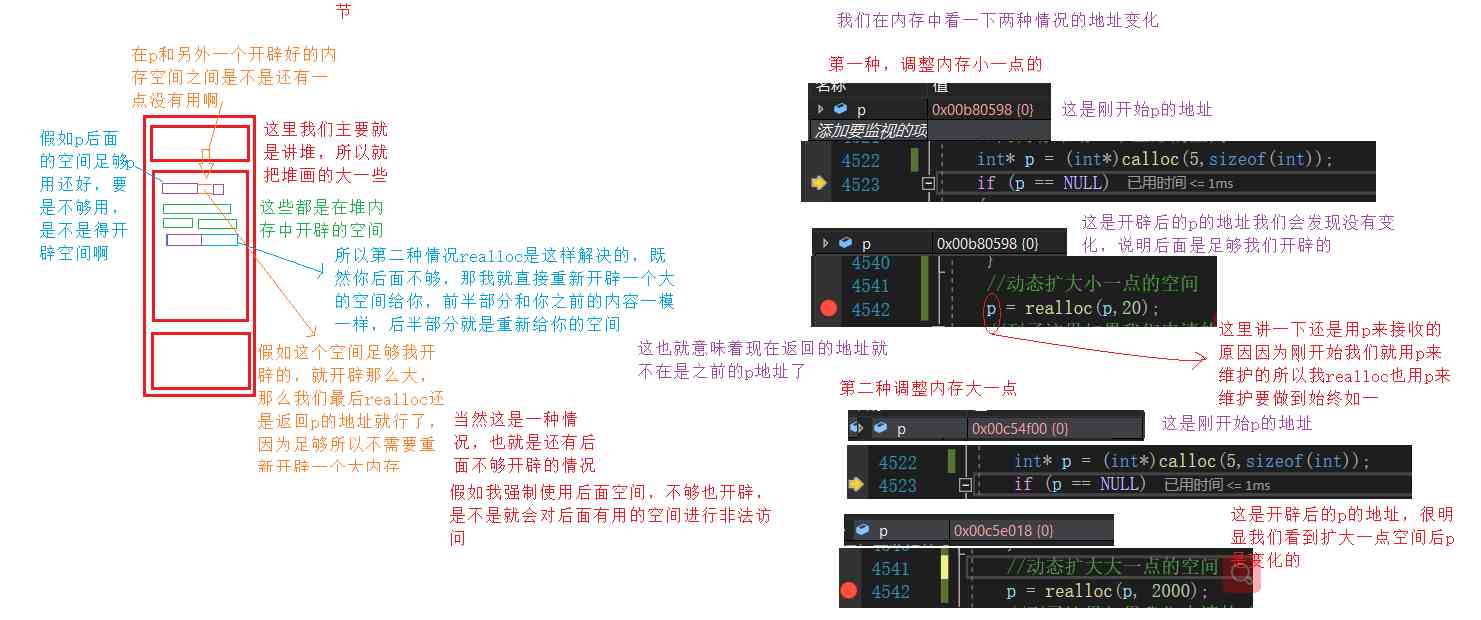 节
在p和另外一个开辟好的内
存空间之间是不是还有一
点没有用啊
假如p后面
的空间足够
用还好，要
是不够用，
是不是得开
辟空间啊
p
这里我们主要就
是讲堆，所以就
把堆画的大一些
这些都是在堆内
存中开辟的空间
所以第二种情况realloc是这样解决的，既
然你后面不够，那我就直接重新开辟一个大
的空间给你，前半部分和你之前的内容一模
一样，后半部分就是重新给你的空间
假如这个空间足够我开
辟的，就开辟那么大，
那么我们最后realloc还
是返回p的地址就行了，
因为足够所以不需要重
新开辟一个大内存
这也就意味着现在返回的地址就
不在是之前的p地址了
当然这是一种情
况，也就是还有后
面不够开辟的情况
假如我强制使用后面空间，不够也开辟，
是不是就会对后面有用的空间进行非法访
问
我们在内存中看一下两种情况的地址变化
第一种，调整内存小一点的
名称 值
p 0x00b80598 {0}
添加要监视的项
这是刚开始p的地址
4522 int* p = (int*)calloc(5,sizeof(int));
4523 if (p == NULL) 已用时间 <= 1ms
这是开辟后的p的地址我们会发现没有变
化，说明后面是足够我们开辟的
p 0x00b80598 {0}
4540 }
4541 //动态扩大小一点的空间
4542 p = realloc(p,20);
这里讲一下还是用p来接收的
原因因为刚开始我们就用p来
维护的所以我realloc也用p来
维护要做到始终如一
第二种调整内存大一点
p 0x00c54f00 {0}
这是刚开始p的地址
4522 int* p = (int*)calloc(5,sizeof(int));
4523 if (p == NULL) 已用时间 <= 1ms
p 0x00c5e018 {0}
这是开辟后的p的地址，很明
显我们看到扩大一点空间后p
是变化的
4541 //动态扩大大一点的空间
4542 p = realloc(p, 2000);